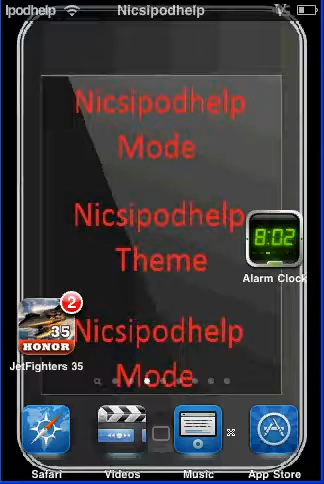 Ipodhelp
Nicsipodhelp
Nicsipodhelp
Mode
Nicsipodhelp
Theme
8:02
Alarm Clock
2
35
HONOR
JetFighters 35
Nicsipodhelp
Mode
Safari
Videos
Music
App Store